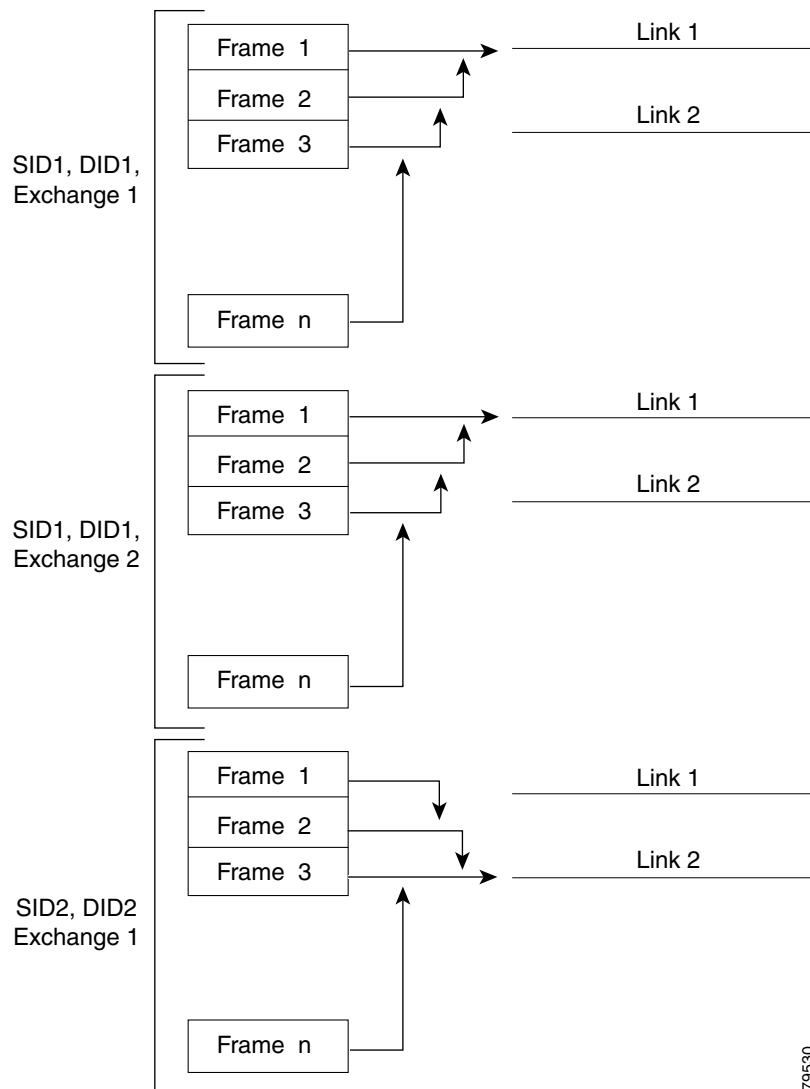 Frame 1
Link 1
Frame 2
Link 2
Frame 3
SID1, DID1,
Exchange 1
Frame n
Frame 1
Link 1
Frame 2
Link 2
Frame 3
SID1, DID1,
Exchange 2
Frame n
Frame 1
Link 1
Frame 2
Link 2
Frame 3
SID2, DID2
Exchange 1
Frame n
79530